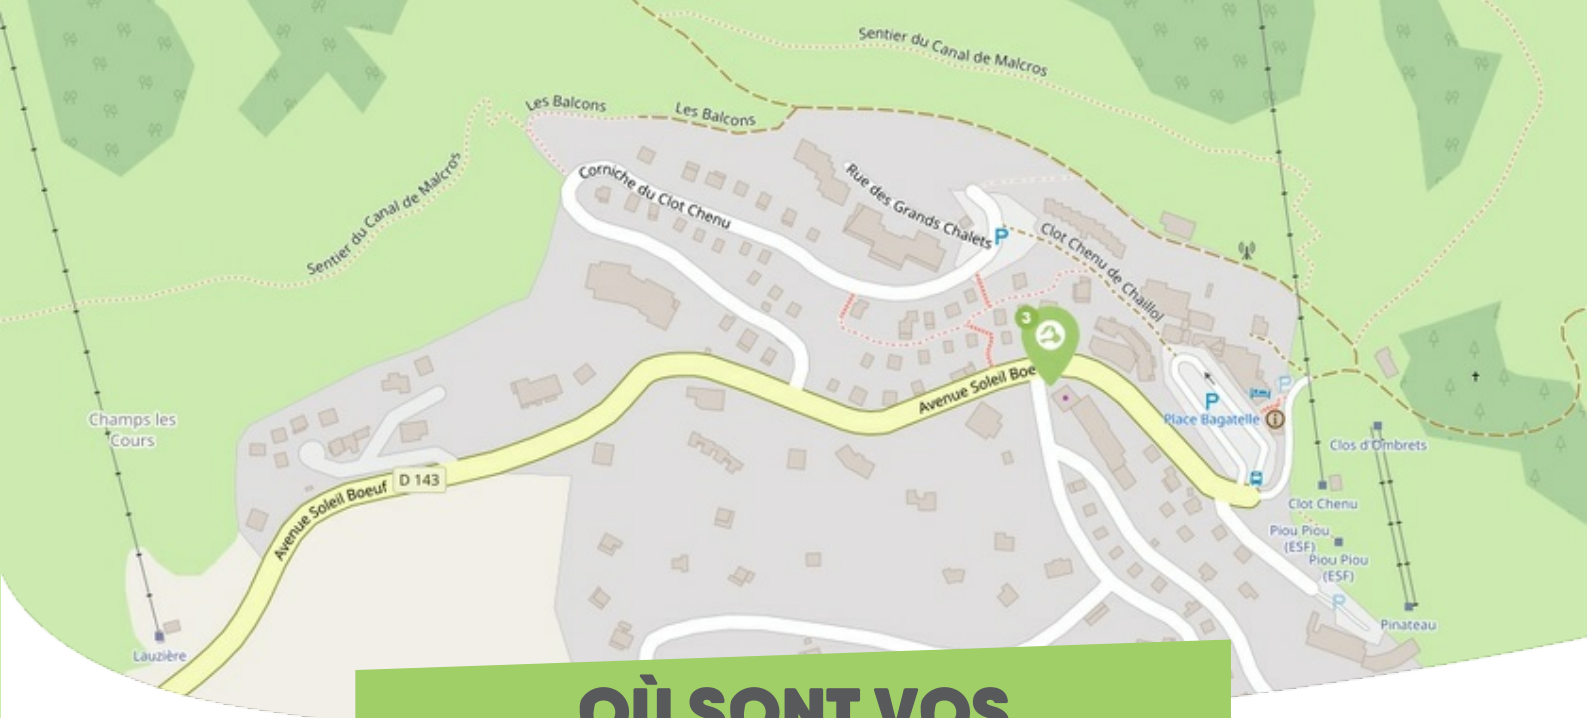 Sentier du Canal de Malcros
Les Balcons
Les Balcons
Corniche du Clot Chenu
Rue des Grands Chalets
P
Sentier du Canal de Malcros
Clot Chenu de Chaillol
3
Avenue Soleil Boe
P
P
Place Bagatelle
i
Champs les
Cours
Clos d'Ombrets
D 143
Avenue Soleil Boeuf
Clot Chenu
Piou Piou
(ESF)
Piou Piou
(ESF)
P
Pinateau
Lauzière
OÙ SONT VOS